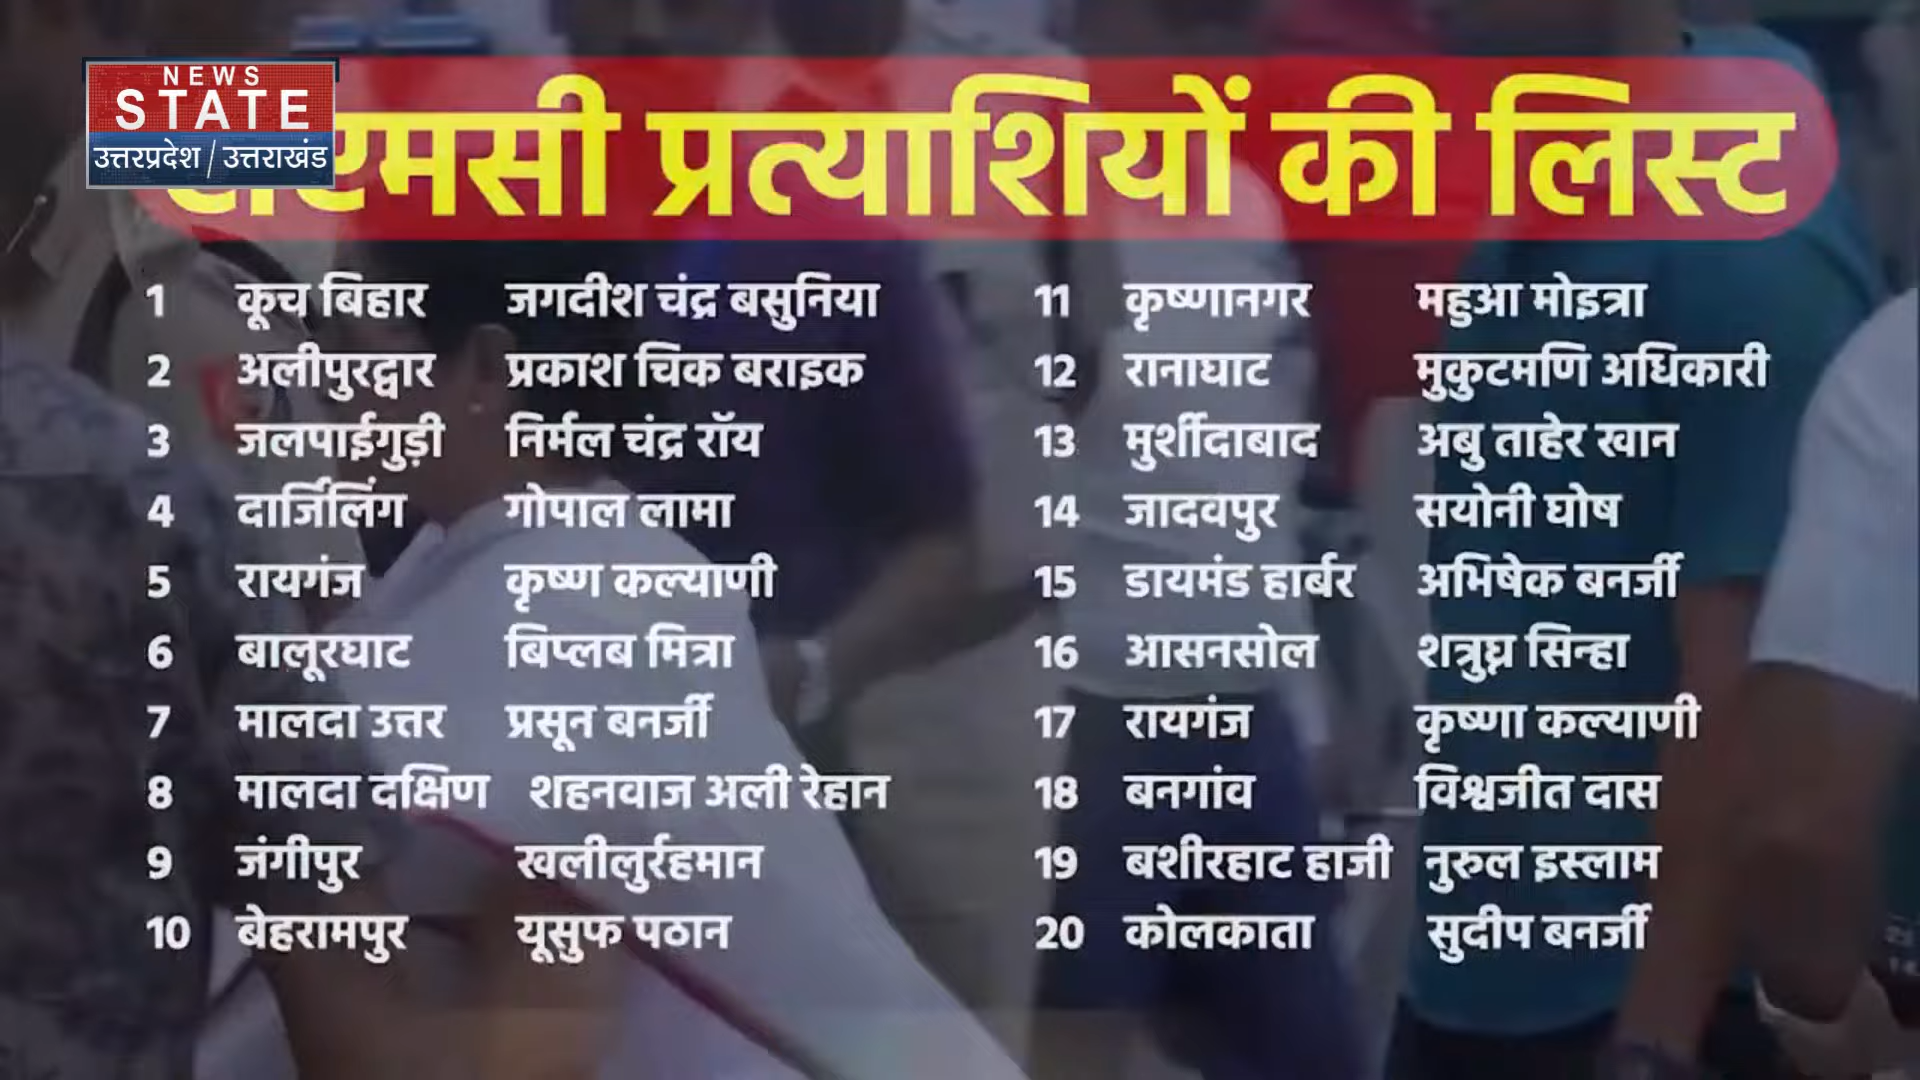 NEWS
STATE
उत्तरप्रदेश / उत्तराखंड
प्रत्याशियों की लिस्ट
1 कूच बिहार जगदीश चंद्र बसुनिया
2 अलीपुरद्वार प्रकाश चिक बराइक
3 जलपाईगुड़ी निर्मल चंद्र रॉय
4 दार्जिलिंग गोपाल लामा
5 रायगंज कृष्ण कल्याणी
6 बालूरघाट बिप्लब मित्रा
7 मालदा उत्तर प्रसून बनर्जी
8 मालदा दक्षिण शहनवाज अली रेहान
9 जंगीपुर खलीलुर्रहमान
10 बेहरामपुर यूसुफ पठान
11 कृष्णानगर महुआ मोइत्रा
12 रानाघाट मुकुटमणि अधिकारी
13 मुर्शीदाबाद अबु ताहेर खान
14 जादवपुर सयोनी घोष
15 डायमंड हार्बर अभिषेक बनर्जी
16 आसनसोल शत्रुघ्न सिन्हा
17 रायगंज कृष्णा कल्याणी
18 बनगांव विश्वजीत दास
19 बशीरहाट हाजी नुरुल इस्लाम
20 कोलकाता सुदीप बनर्जी